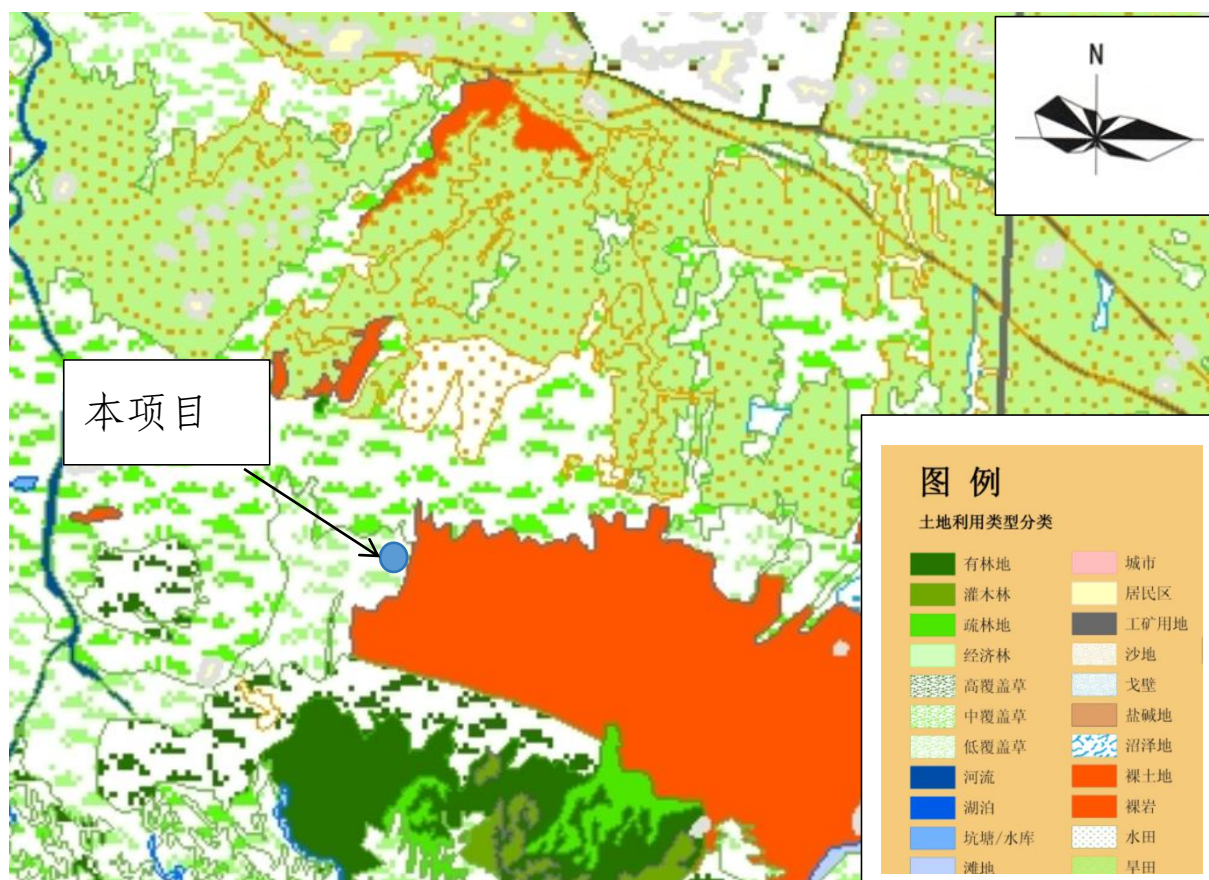 N
本项目
图 例
土地利用类型分类
有林地
城市
灌木林
居民区
疏林地
工矿用地
经济林
沙地
高覆盖草
戈壁
中覆盖草
盐碱地
低覆盖草
沼泽地
河流
裸土地
湖泊
裸岩
坑塘/水库
水田
滩地
旱田